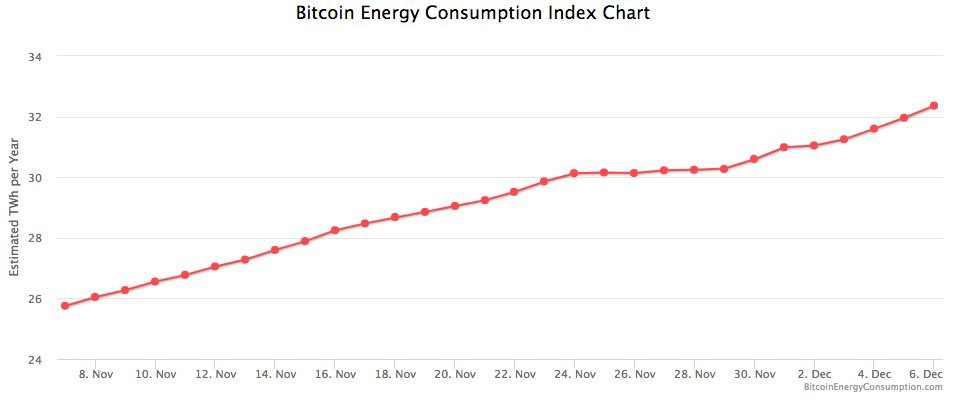 Bitcoin Energy Consumption Index Chart
34
32
30
28
26
24
Estimated TWh per Year
8. Nov 10. Nov 12. Nov 14. Nov 16. Nov 18. Nov 20. Nov 22. Nov 24. Nov 26. Nov 28. Nov 30. Nov 2. Dec 4. Dec 6. Dec
BitcoinEnergyConsumption.com